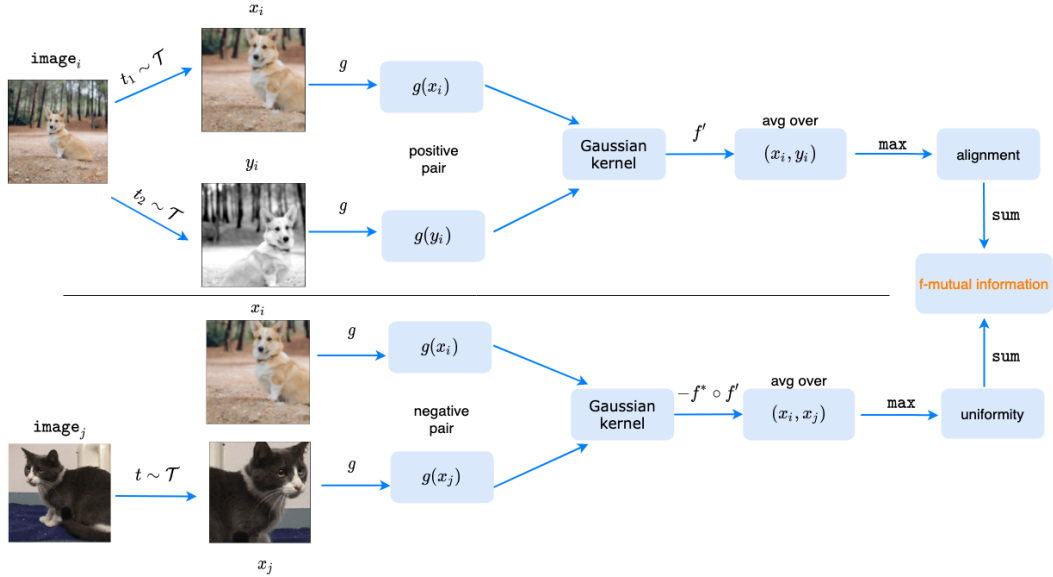 x_i
image_i
t_1 ∼ 𝒯
g
g(x_i)
positive
pair
Gaussian
kernel
f′
avg over
(x_i, y_i)
max
alignment
y_i
t_2 ∼ 𝒯
g
g(y_i)
sum
f-mutual information
x_i
g
g(x_i)
sum
negative
pair
Gaussian
kernel
−f* ∘ f′
avg over
(x_i, x_j)
max
uniformity
image_j
t ∼ 𝒯
g
g(x_j)
x_j